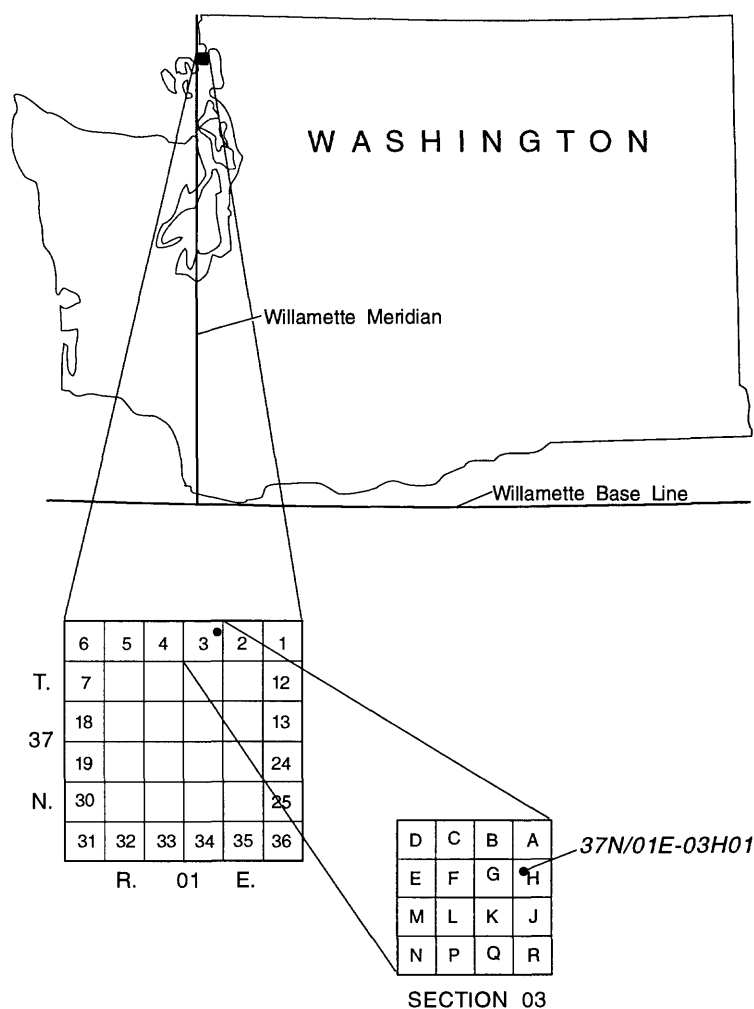 WASHINGTON
Willamette Meridian
Willamette Base Line
6 5 4 3 2 1
T. 7 12
18 13
37
19 24
N. 30 25
31 32 33 34 35 36
R. 01 E.
D C B A
37N/01E-03H01
E F G H
M L K J
N P Q R
SECTION 03